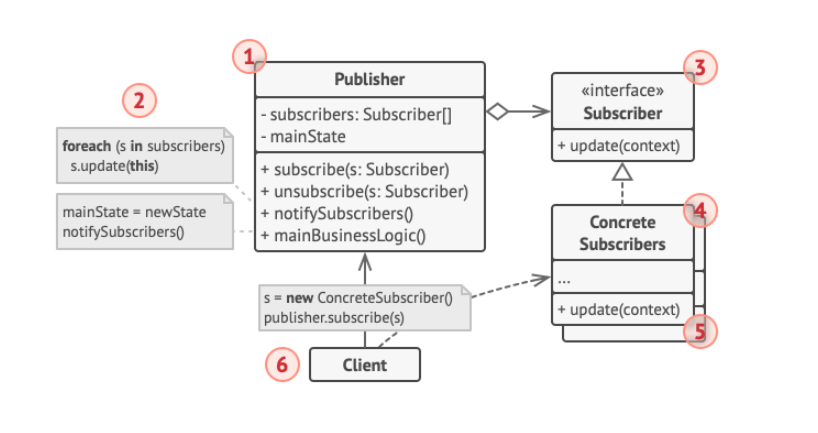 1
Publisher
- subscribers: Subscriber[]
- mainState
+ subscribe(s: Subscriber)
+ unsubscribe(s: Subscriber)
+ notifySubscribers()
+ mainBusinessLogic()
2
foreach (s in subscribers)
s.update(this)
mainState = newState
notifySubscribers()
3
«interface»
Subscriber
+ update(context)
4
Concrete
Subscribers
...
+ update(context)
5
s = new ConcreteSubscriber()
publisher.subscribe(s)
6
Client